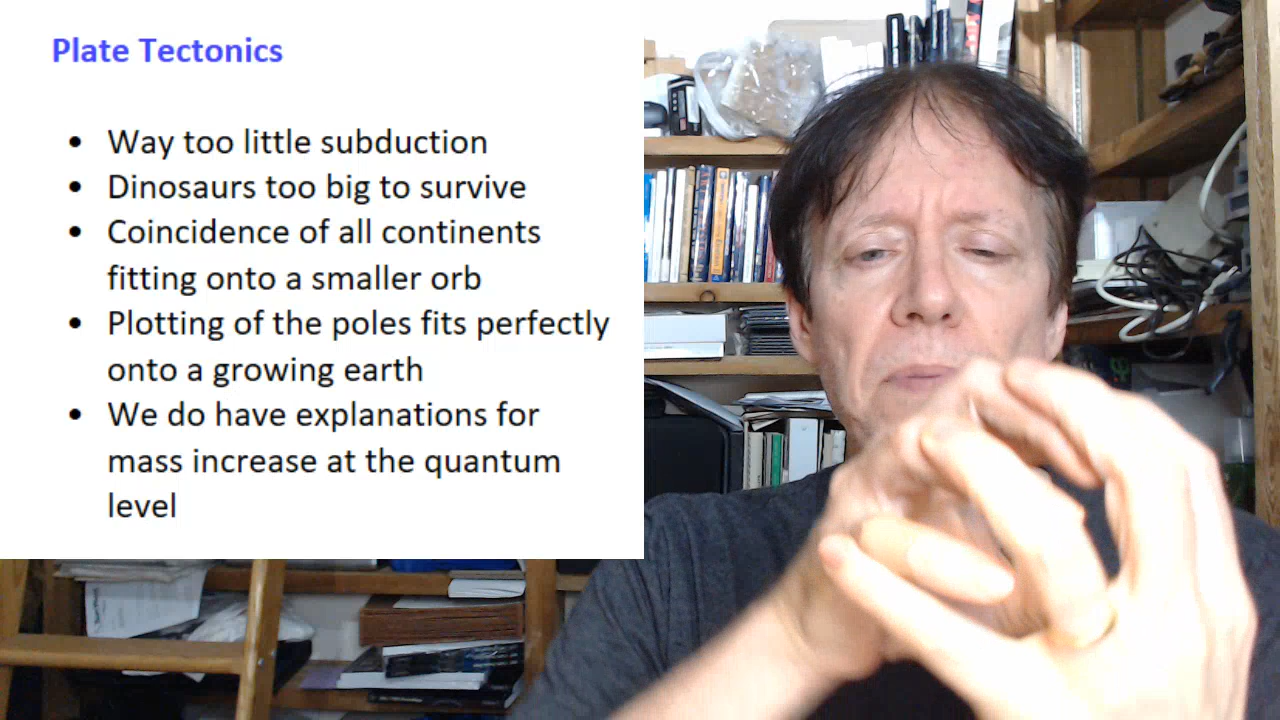 Plate Tectonics
• Way too little subduction
• Dinosaurs too big to survive
• Coincidence of all continents
fitting onto a smaller orb
• Plotting of the poles fits perfectly
onto a growing earth
• We do have explanations for
mass increase at the quantum
level